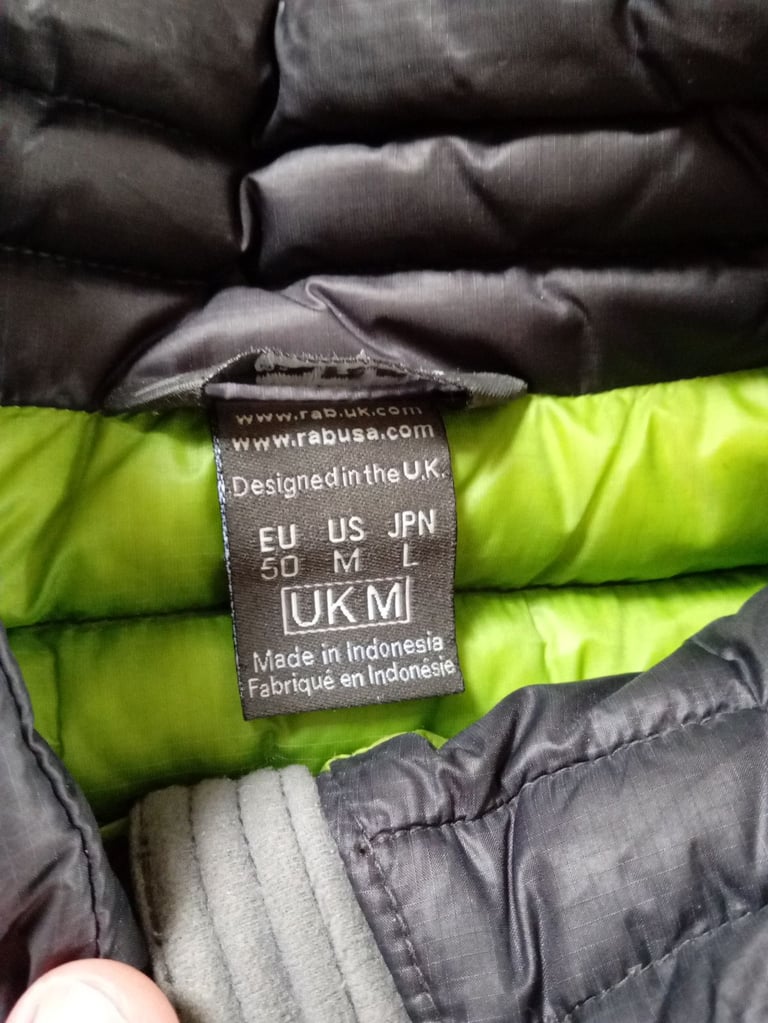 www.rab.uk.com
www.rabusa.com
Designed in the U.K.
EU US JPN
50 M L
UK M
Made in Indonesia
Fabriqué en Indonésie